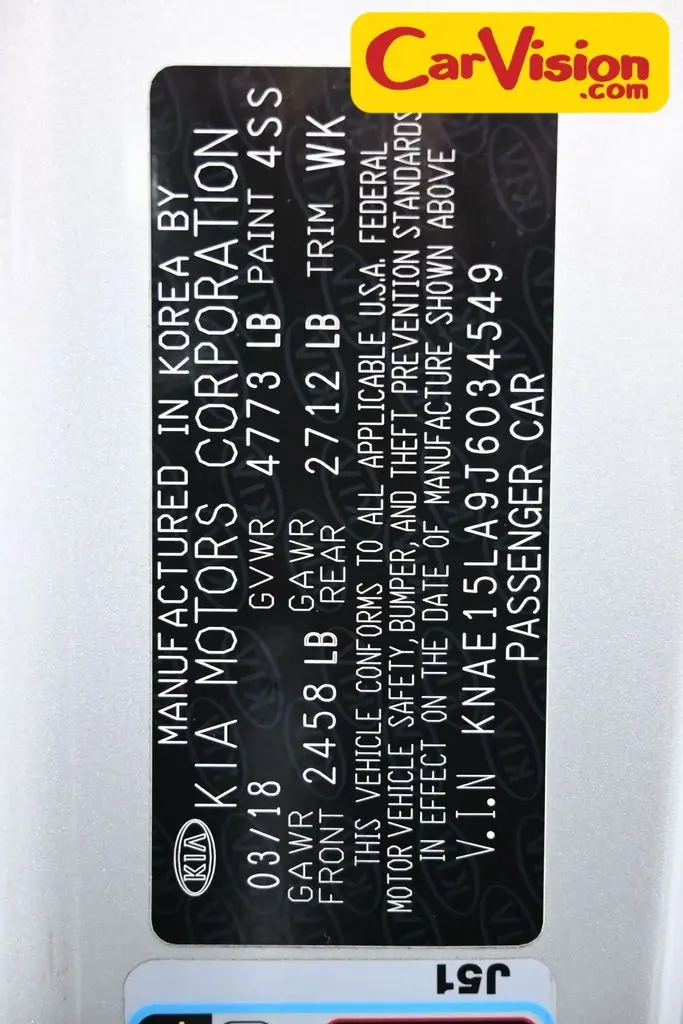 CarVision
.com
MANUFACTURED IN KOREA BY
KIA KIA MOTORS CORPORATION
03/18 GVWR 4773 LB PAINT 4SS
GAWR FRONT 2458 LB GAWR REAR 2712 LB TRIM WK
THIS VEHICLE CONFORMS TO ALL APPLICABLE U.S.A. FEDERAL
MOTOR VEHICLE SAFETY, BUMPER, AND THEFT PREVENTION STANDARDS
IN EFFECT ON THE DATE OF MANUFACTURE SHOWN ABOVE
V.I.N KNAE15LA9J6034549
PASSENGER CAR
J51